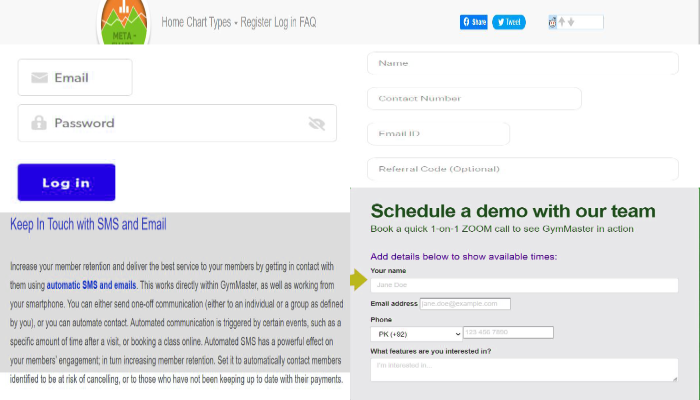 META -
Home Chart Types Register Log in FAQ
Share
Tweet
Email
Password
Log in
Keep In Touch with SMS and Email
Increase your member retention and deliver the best service to your members by getting in contact with
them using automatic SMS and emails. This works directly within GymMaster, as well as working from
your smartphone. You can either send one-off communication (either to an individual or a group as defined
by you), or you can automate contact. Automated communication is triggered by certain events, such as a
specific amount of time after a visit, or booking a class online. Automated SMS has a powerful effect on
your members' engagement; in turn increasing member retention. Set it to automatically contact members
identified to be at risk of cancelling, or to those who have not been keeping up to date with their payments.
Name
Contact Number
Email ID
Referral Code (Optional)
Schedule a demo with our team
Book a quick 1-on-1 ZOOM call to see GymMaster in action
Add details below to show available times:
Your name
Jane Doe
Email address jane.doe@example.com
Phone
PK (+92) 123 456 7890
What features are you interested in?
I'm interested in...